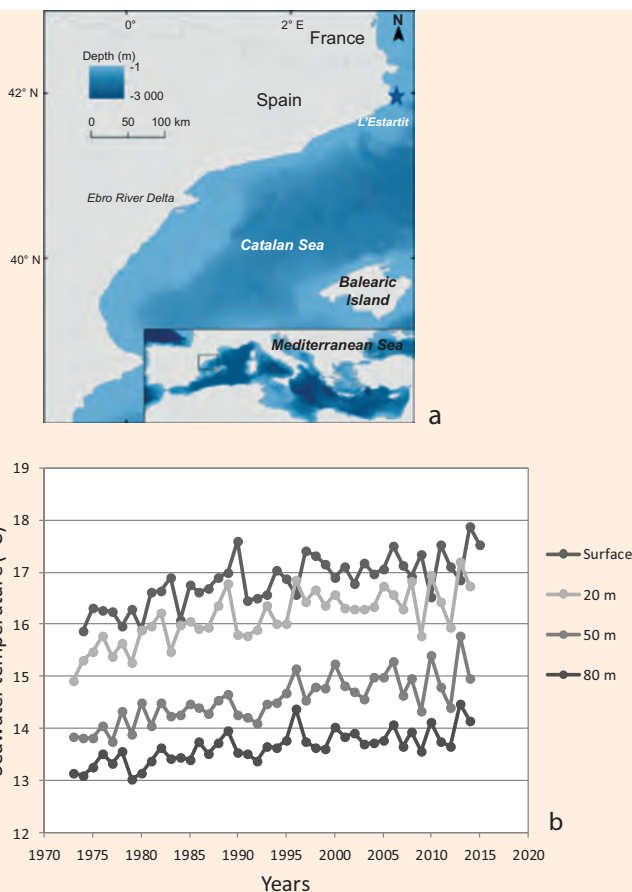 0° 2° E
France
N
Depth (m)
-1
-3 000
42° N
0 50 100 km
Spain
L'Estartit
Ebro River Delta
Catalan Sea
40° N
Balearic
Island
Mediterranean Sea
a
19
18
17
16
15
14
13
12
temperature
1970 1975 1980 1985 1990 1995 2000 2005 2010 2015 2020
Years
Surface
20 m
50 m
80 m
b